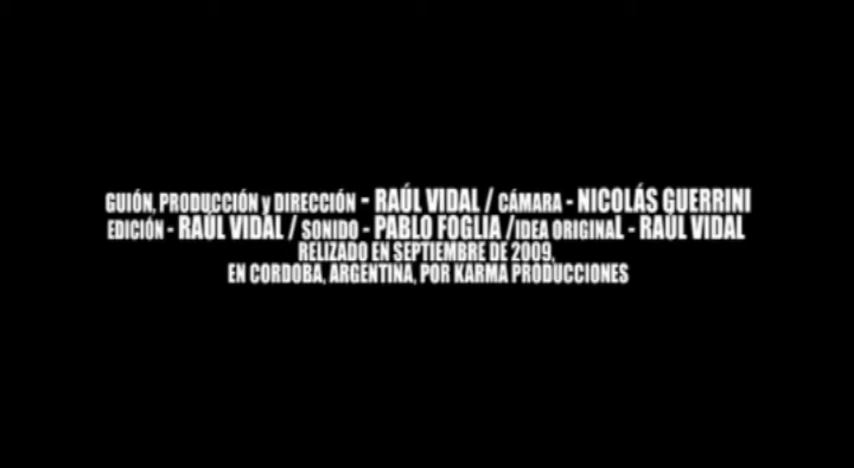 GUIÓN, PRODUCCIÓN y DIRECCIÓN - RAÚL VIDAL / CÁMARA - NICOLÁS GUERRINI
EDICIÓN - RAÚL VIDAL / SONIDO - PABLO FOGLIA /IDEA ORIGINAL - RAÚL VIDAL
RELIZADO EN SEPTIEMBRE DE 2009,
EN CORDOBA, ARGENTINA, POR KARMA PRODUCCIONES